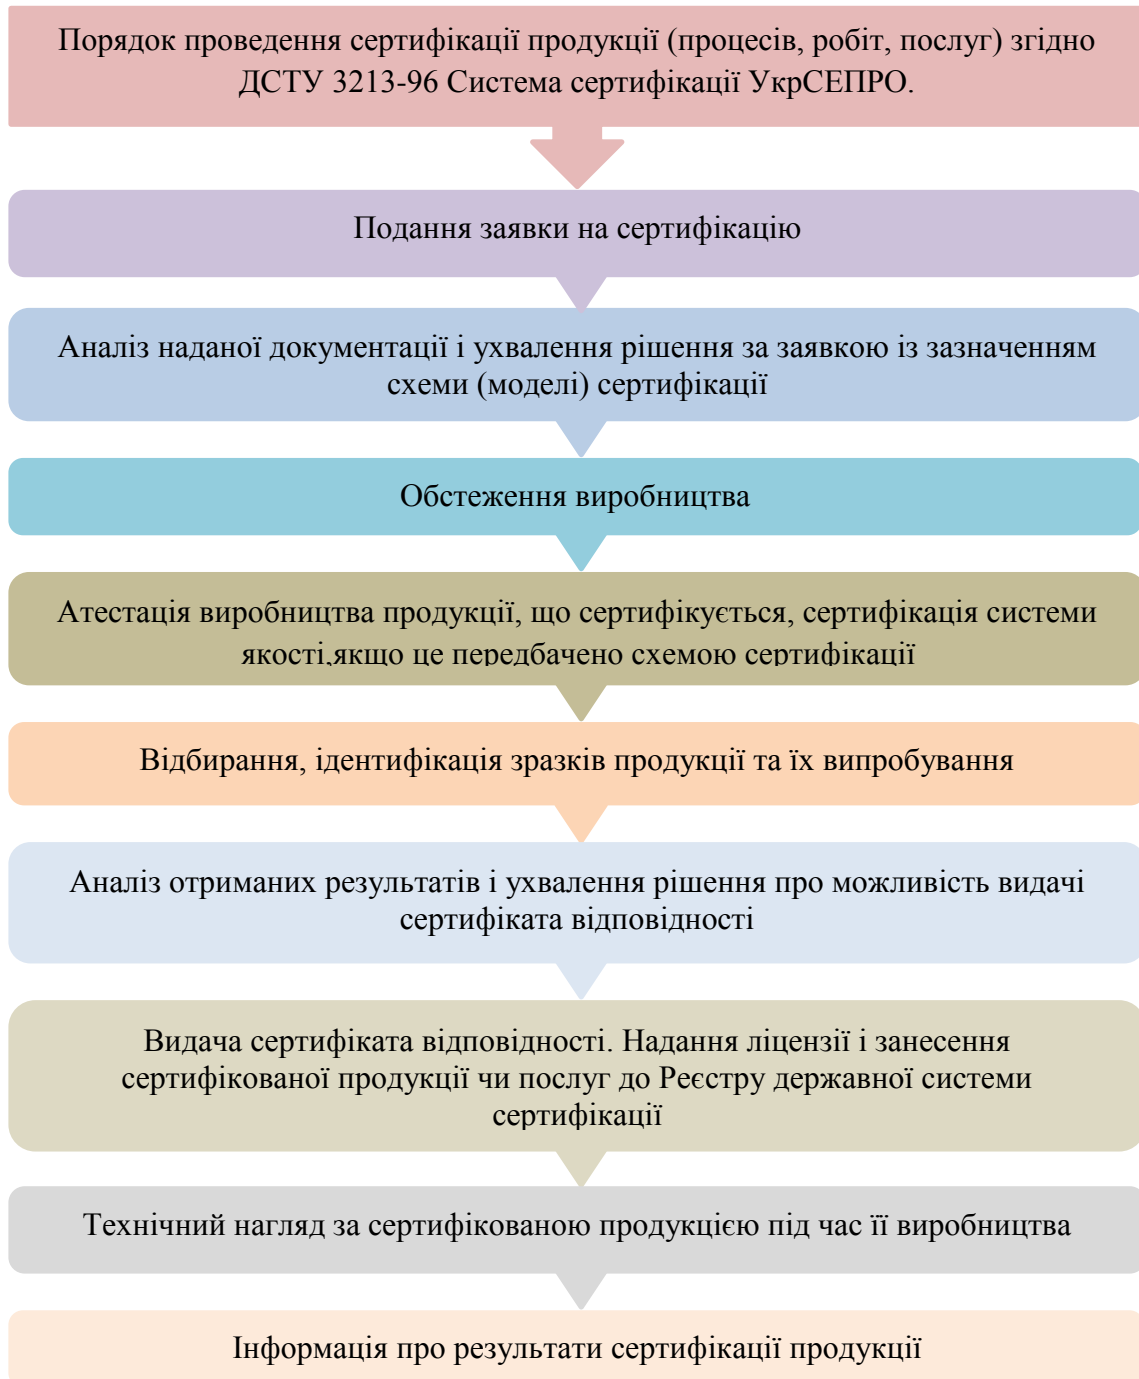 Порядок проведення сертифікації продукції (процесів, робіт, послуг) згідно
ДСТУ 3213-96 Система сертифікації УкрСЕПРО.
Подання заявки на сертифікацію
Аналіз наданої документації і ухвалення рішення за заявкою із зазначенням
схеми (моделі) сертифікації
Обстеження виробництва
Атестація виробництва продукції, що сертифікується, сертифікація системи
якості,якщо це передбачено схемою сертифікації
Відбирання, ідентифікація зразків продукції та їх випробування
Аналіз отриманих результатів і ухвалення рішення про можливість видачі
сертифіката відповідності
Видача сертифіката відповідності. Надання ліцензії і занесення
сертифікованої продукції чи послуг до Реєстру державної системи
сертифікації
Технічний нагляд за сертифікованою продукцією під час її виробництва
Інформація про результати сертифікації продукції